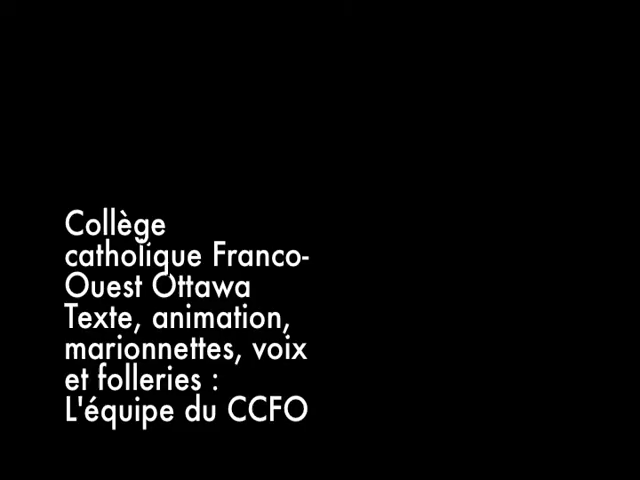 Collège
catholique Franco-
Ouest Ottawa
Texte, animation,
marionnettes, voix
et folleries :
L'équipe du CCFO